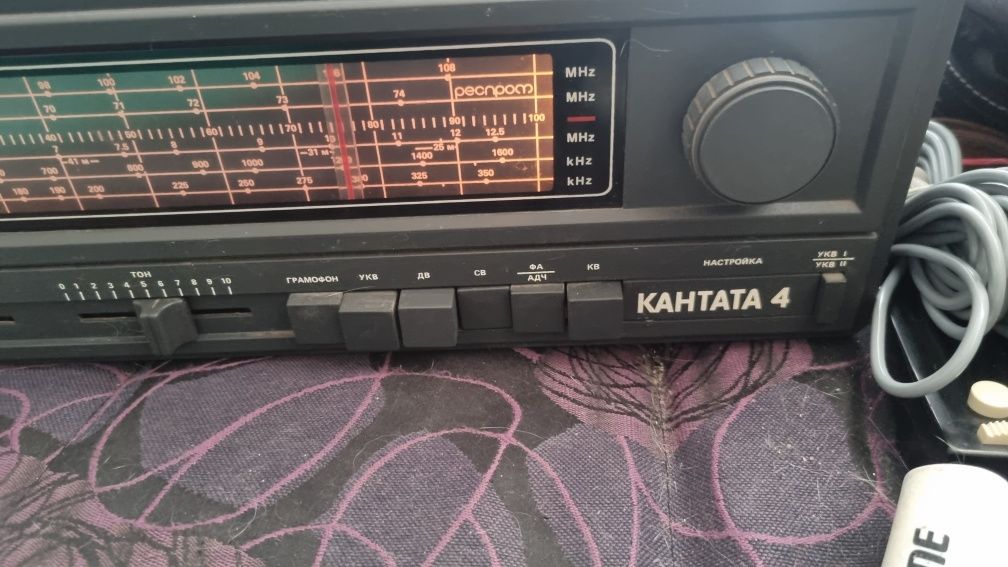 98 100 102 104 6 108 MHz
70 71 72 73 74 респром MHz
40 50 60 70 80 90 100
7 7.5 8 9 10 11 12 12.5 MHz
41 м 31 м 25 м
700 800 900 1000 1200 1400 1600 kHz
180 190 200 225 250 275 300 325 350 kHz
ТОН
0 1 2 3 4 5 6 7 8 9 10
ГРАМОФОН УКВ ДВ СВ ФА КВ НАСТРОЙКА УКВ I
АДЧ УКВ II
КАНТАТА 4